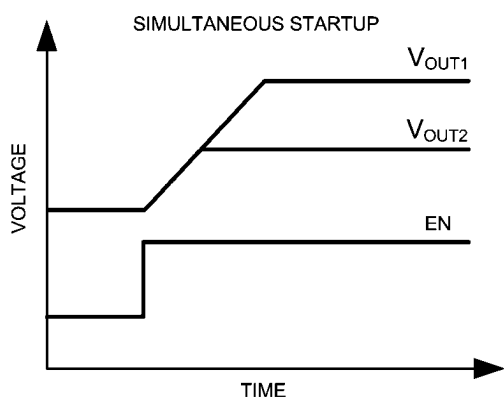 SIMULTANEOUS STARTUP
VOUT1
VOUT2
VOLTAGE
EN
TIME